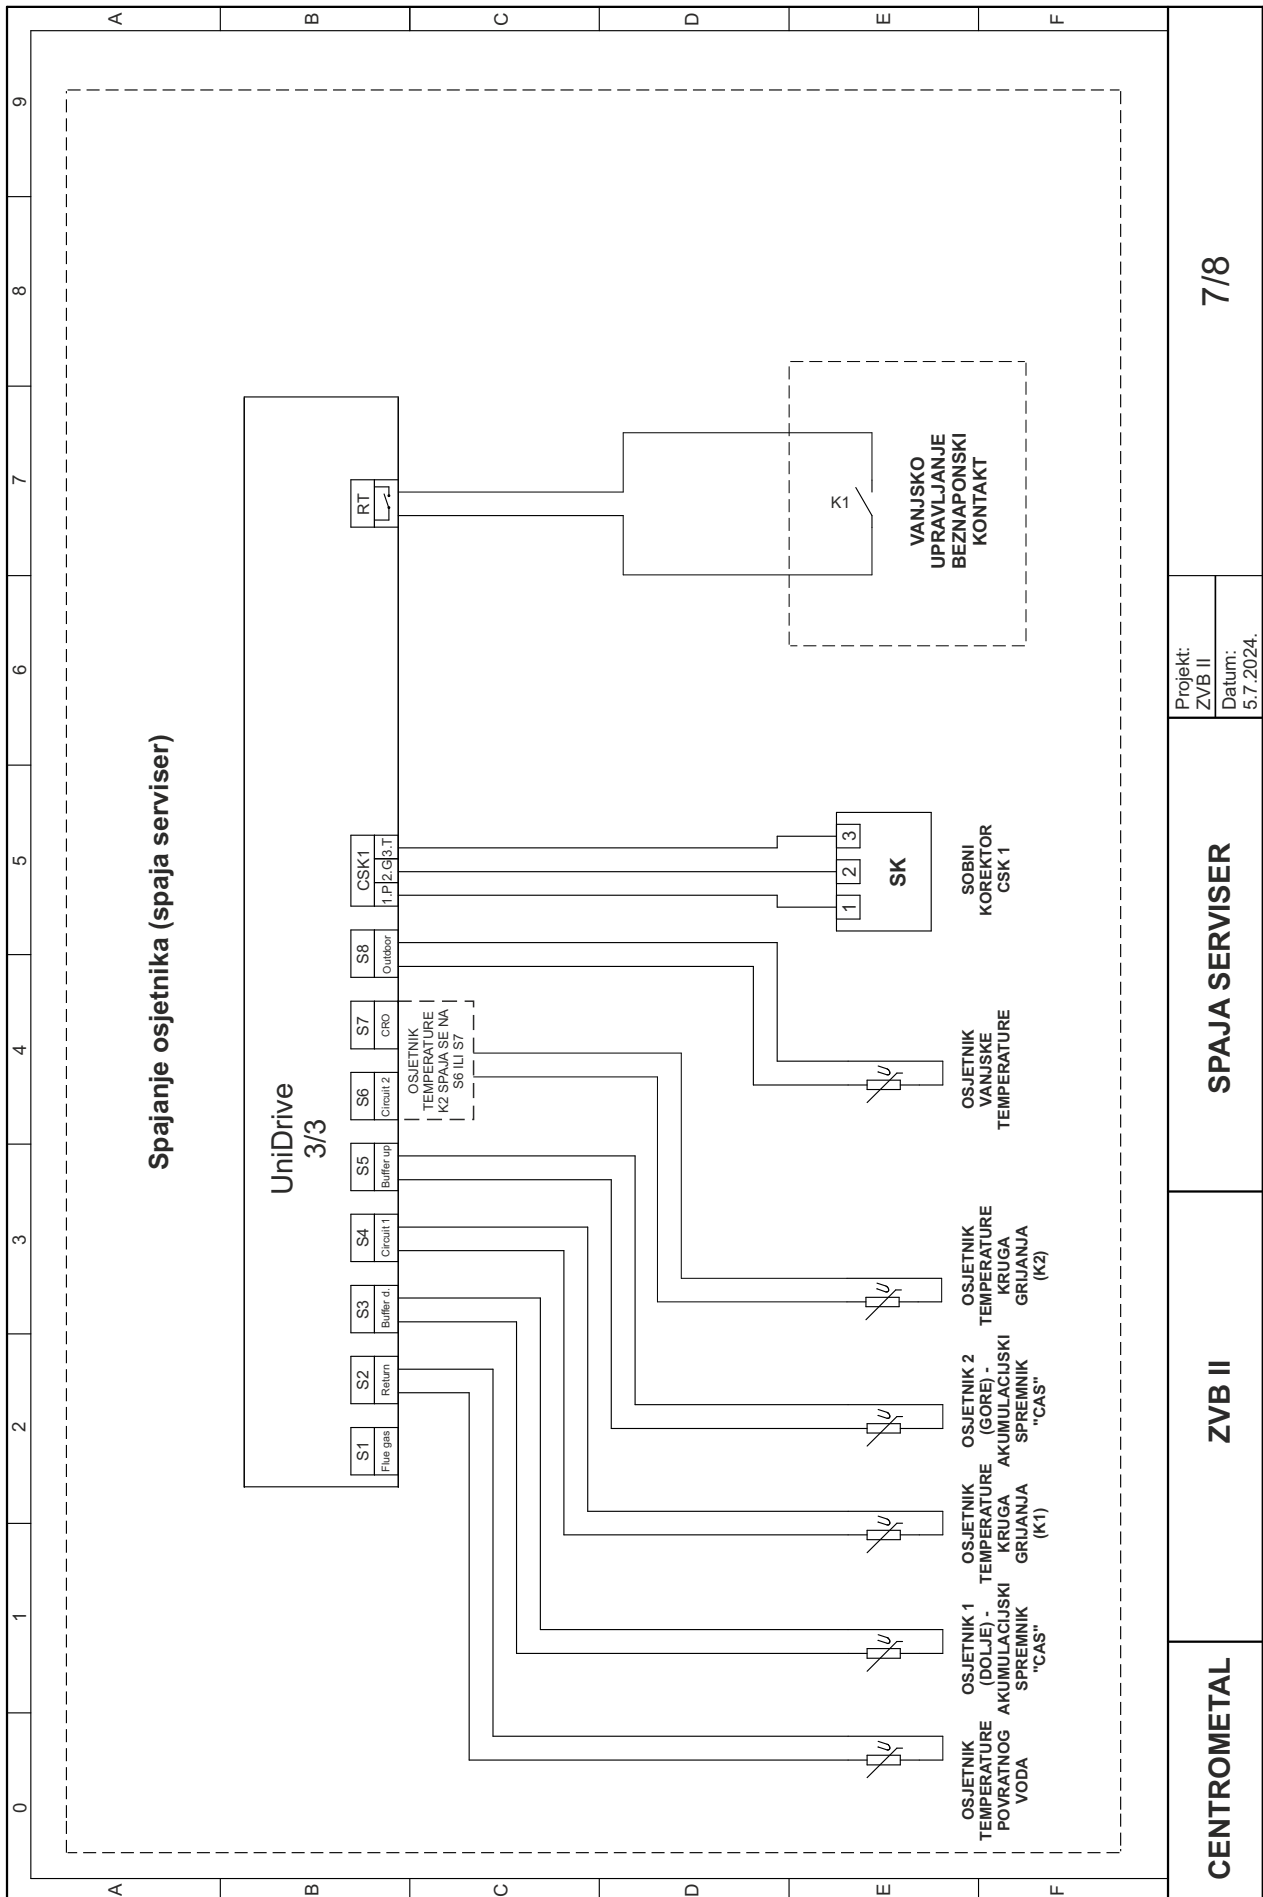 0 1 2 3 4 5 6 7 8 9
A
B
C
D
E
F
Spajanje osjetnika (spaja serviser)
UniDrive
3/3
S1
Flue gas
S2
Return
S3
Buffer d.
S4
Circuit 1
S5
Buffer up
S6
Circuit 2
S7
CRO
S8
Outdoor
CSK1
1.P 2.G 3.T
RT
OSJETNIK
TEMPERATURE
K2 SPAJA SE NA
S6 ILI S7
U
U
U
U
U
U
1 2 3
SK
K1
OSJETNIK
TEMPERATURE
POVRATNOG
VODA
OSJETNIK 1
(DOLJE) -
AKUMULACIJSKI
SPREMNIK
"CAS"
OSJETNIK
TEMPERATURE
KRUGA
GRIJANJA
(K1)
OSJETNIK 2
(GORE) -
AKUMULACIJSKI
SPREMNIK
"CAS"
OSJETNIK
TEMPERATURE
KRUGA
GRIJANJA
(K2)
OSJETNIK
VANJSKE
TEMPERATURE
SOBNI
KOREKTOR
CSK 1
VANJSKO
UPRAVLJANJE
BEZNAPONSKI
KONTAKT
A
B
C
D
E
F
CENTROMETAL
ZVB II
SPAJA SERVISER
Projekt:
ZVB II
Datum:
5.7.2024.
7/8